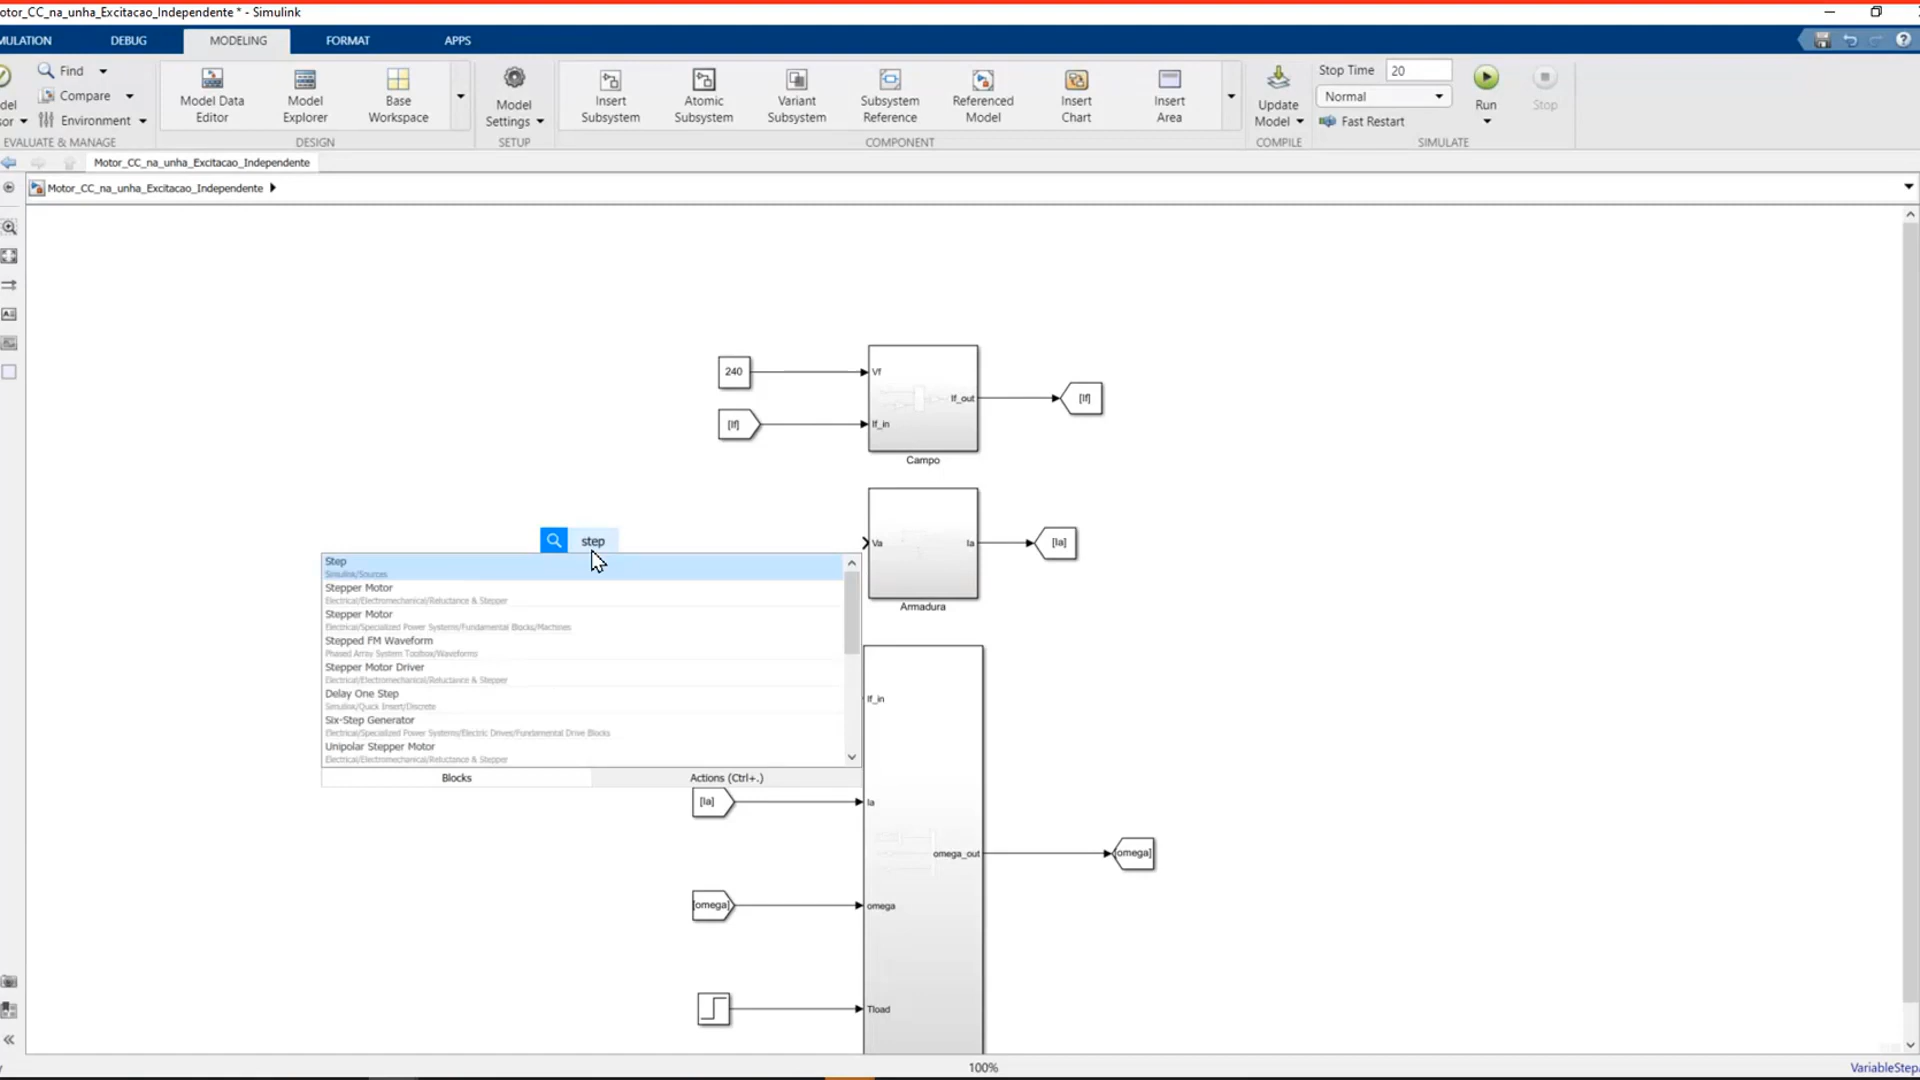 otor_CC_na_unha_Excitacao_Independente * - Simulink
MULATION
DEBUG
MODELING
FORMAT
APPS
Find
Compare
Environment
EVALUATE & MANAGE
Model Data Editor
Model Explorer
Base Workspace
DESIGN
Model Settings
SETUP
Insert Subsystem
Atomic Subsystem
Variant Subsystem
Subsystem Reference
Referenced Model
Insert Chart
Insert Area
COMPONENT
Update Model
COMPILE
Stop Time 20
Normal
Fast Restart
Run
Stop
SIMULATE
Motor_CC_na_unha_Excitacao_Independente
Motor_CC_na_unha_Excitacao_Independente
240
Vf
If_out
[If]
[If]
If_in
Campo
step
Step
Simulink/Sources
Stepper Motor
Electrical/Electromechanical/Reluctance & Stepper
Stepper Motor
Electrical/Specialized Power Systems/Fundamental Blocks/Machines
Stepped FM Waveform
Phased Array System Toolbox/Waveforms
Stepper Motor Driver
Electrical/Electromechanical/Reluctance & Stepper
Delay One Step
Simulink/Quick Insert/Discrete
Six-Step Generator
Electrical/Specialized Power Systems/Electric Drives/Fundamental Drive Blocks
Unipolar Stepper Motor
Electrical/Electromechanical/Reluctance & Stepper
Blocks
Actions (Ctrl+.)
Va
Ia
[Ia]
Armadura
If_in
[Ia]
Ia
omega_out
[omega]
[omega]
omega
Tload
100%
VariableStep